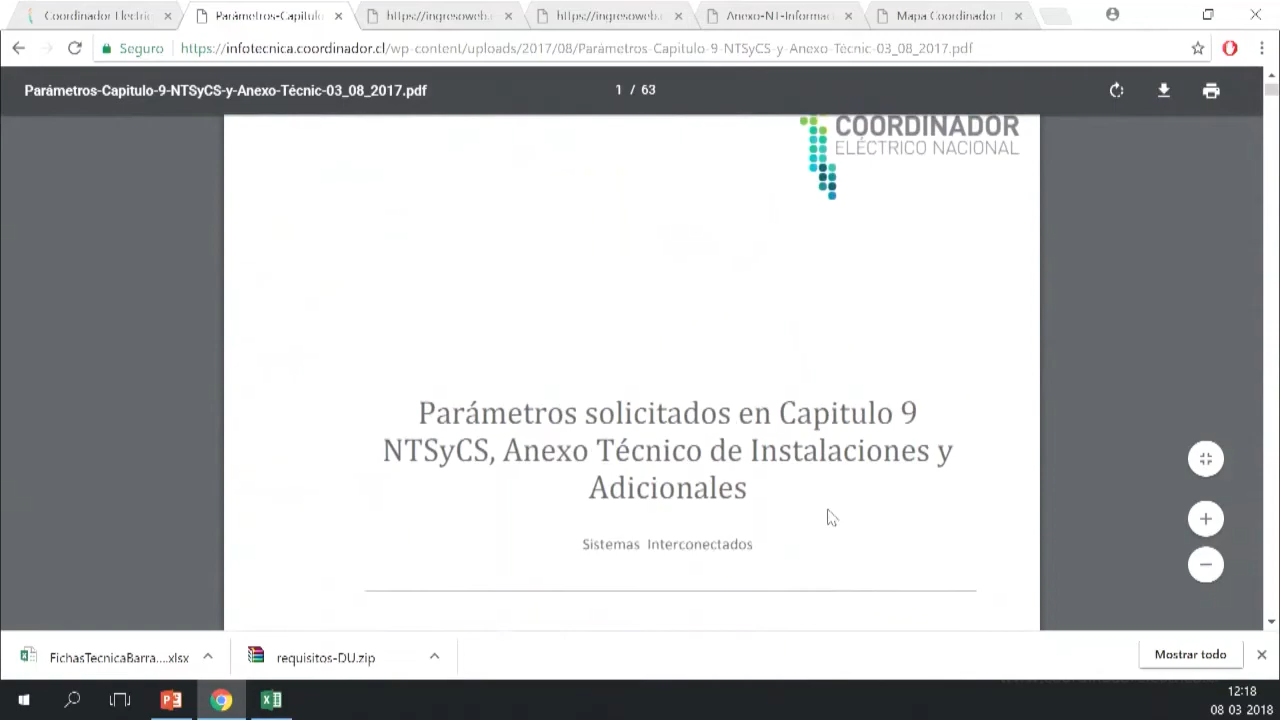 Coordinador Electric
Parámetros-Capitulo
https://ingresoweb.
https://ingresoweb.
Anexo-NT-Informac
Mapa Coordinador
Seguro
https://infotecnica.coordinador.cl/wp-content/uploads/2017/08/Parámetros-Capitulo-9-NTSyCS-y-Anexo-Tècnic-03_08_2017.pdf
Parámetros-Capitulo-9-NTSyCS-y-Anexo-Técnic-03_08_2017.pdf
1 / 63
COORDINADOR
ELÉCTRICO NACIONAL
Parámetros solicitados en Capitulo 9
NTSyCS, Anexo Técnico de Instalaciones y
Adicionales
Sistemas Interconectados
FichasTecnicaBarra....xlsx
requisitos-DU.zip
Mostrar todo
12:18
08 03 2018